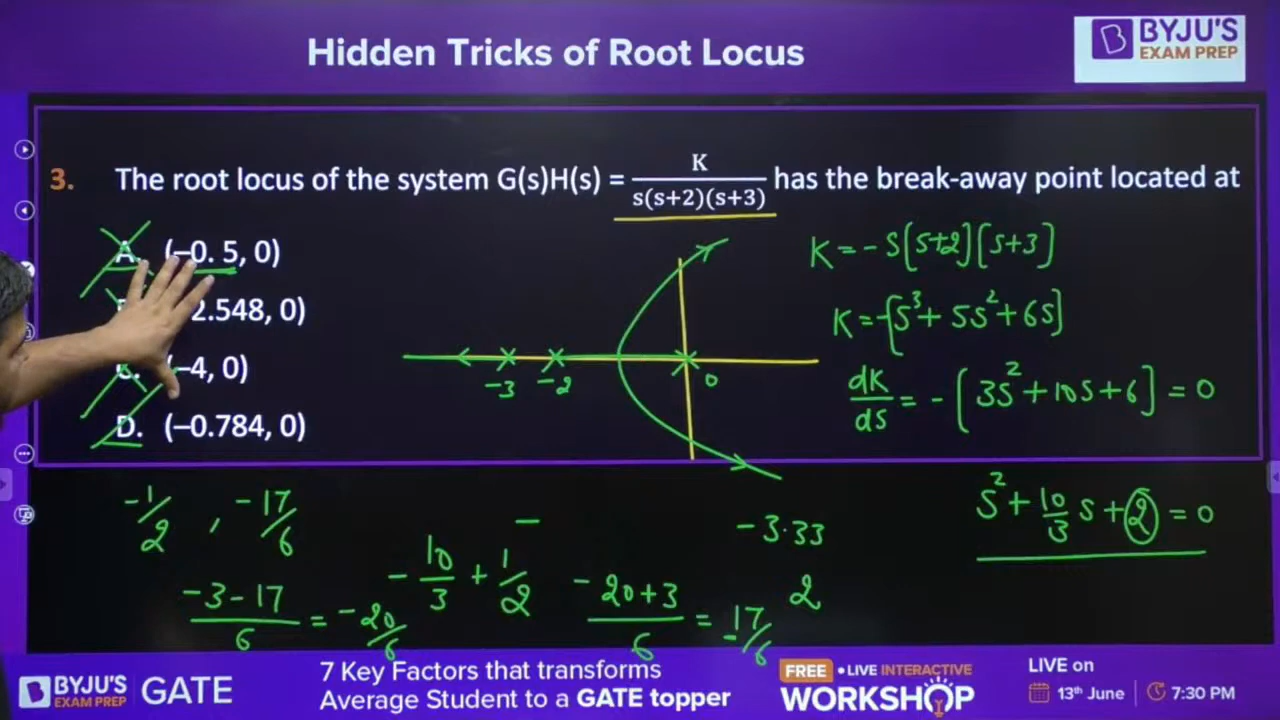 Hidden Tricks of Root Locus
BYJU'S
EXAM PREP
3. The root locus of the system G(s)H(s) = K / s(s+2)(s+3) has the break-away point located at
A. (–0.5, 0)
2.548, 0)
–4, 0)
D. (–0.784, 0)
K = - S[S+2][S+3]
K = -[S³ + 5S² + 6S]
dK/ds = - [3S² + 10S + 6] = 0
-3 -2 0
S² + 10/3 S + 2 = 0
-1/2 , -17/6
-3-17/6 = -20/6
- 10/3 + 1/2
-20+3/6 = -17/6
-3.33
2
BYJU'S
EXAM PREP
GATE
7 Key Factors that transforms
Average Student to a GATE topper
FREE • LIVE INTERACTIVE
WORKSHOP
LIVE on
13th June | 7:30 PM